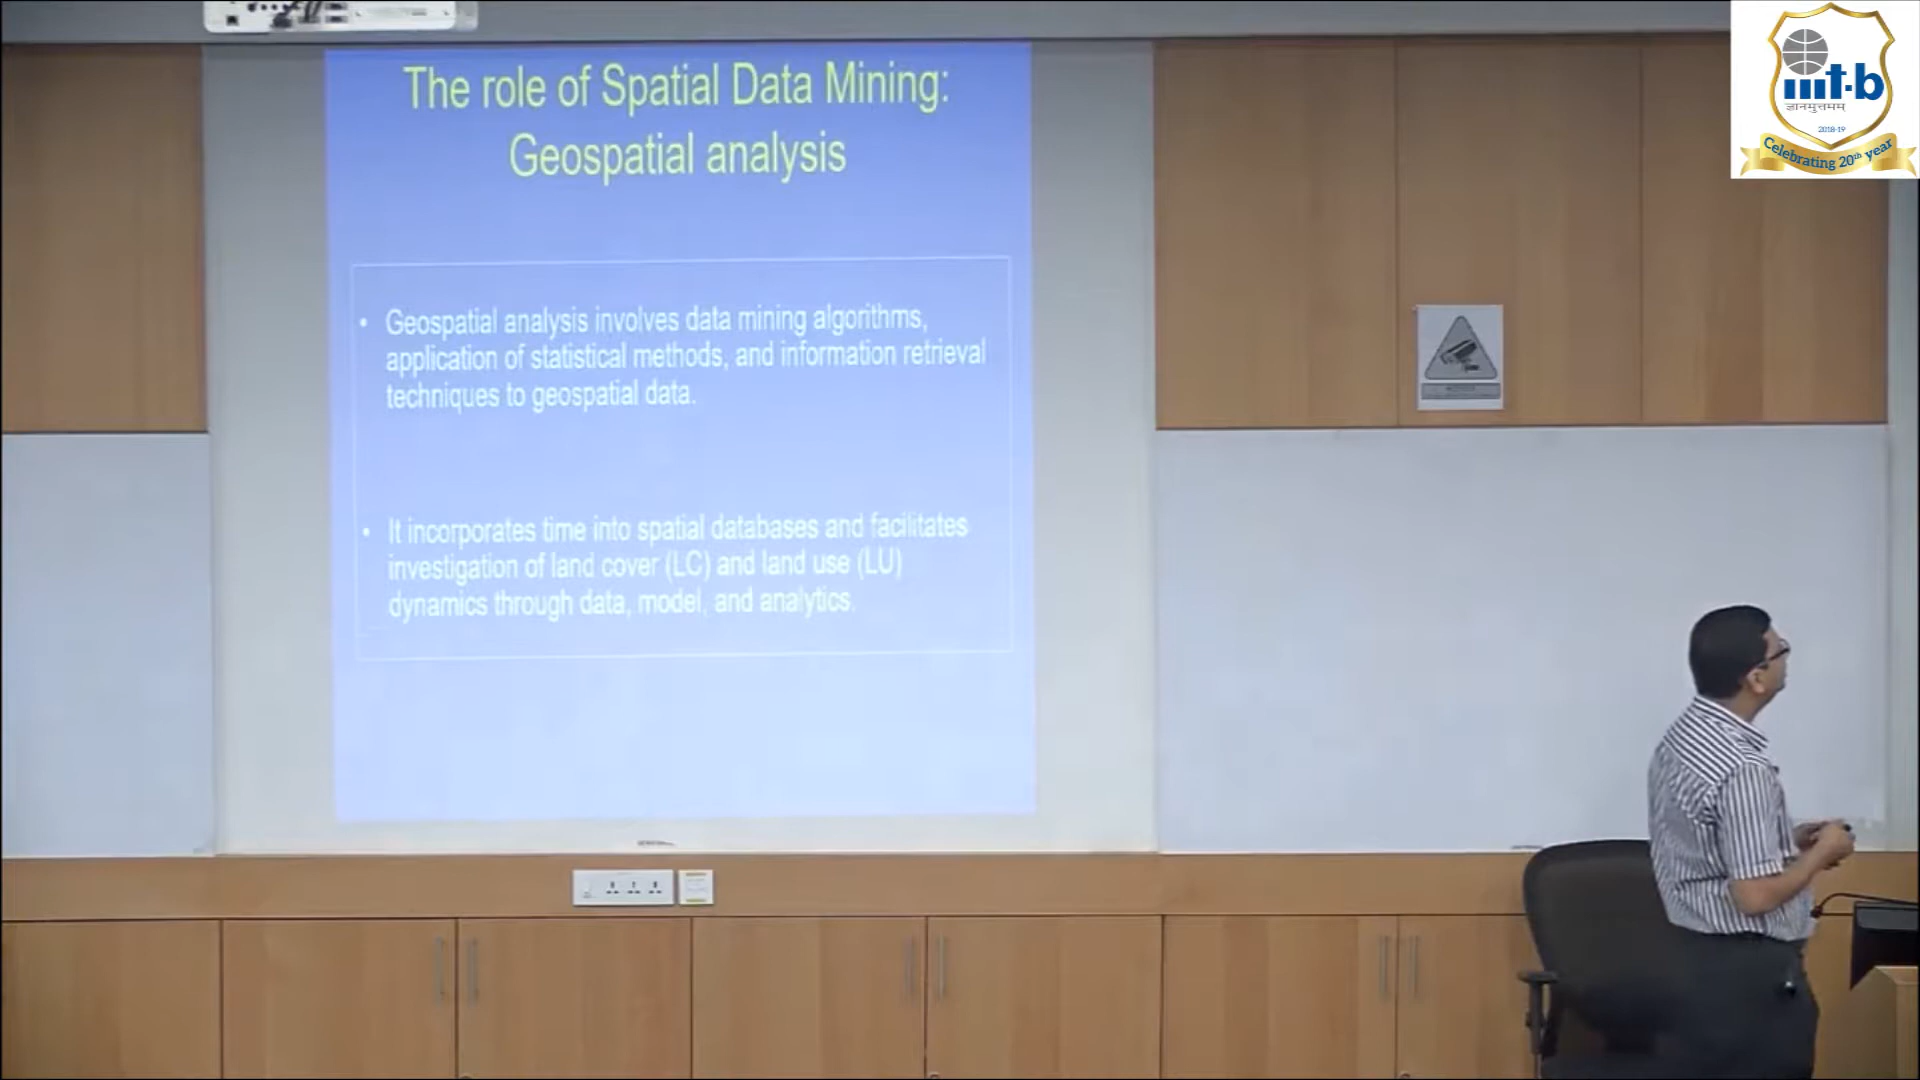 The role of Spatial Data Mining:
Geospatial analysis
• Geospatial analysis involves data mining algorithms,
application of statistical methods, and information retrieval
techniques to geospatial data.
• It incorporates time into spatial databases and facilitates
investigation of land cover (LC) and land use (LU)
dynamics through data, model, and analytics.
iiit-b
ज्ञानमुत्तमम्
2018-19
Celebrating 20th year